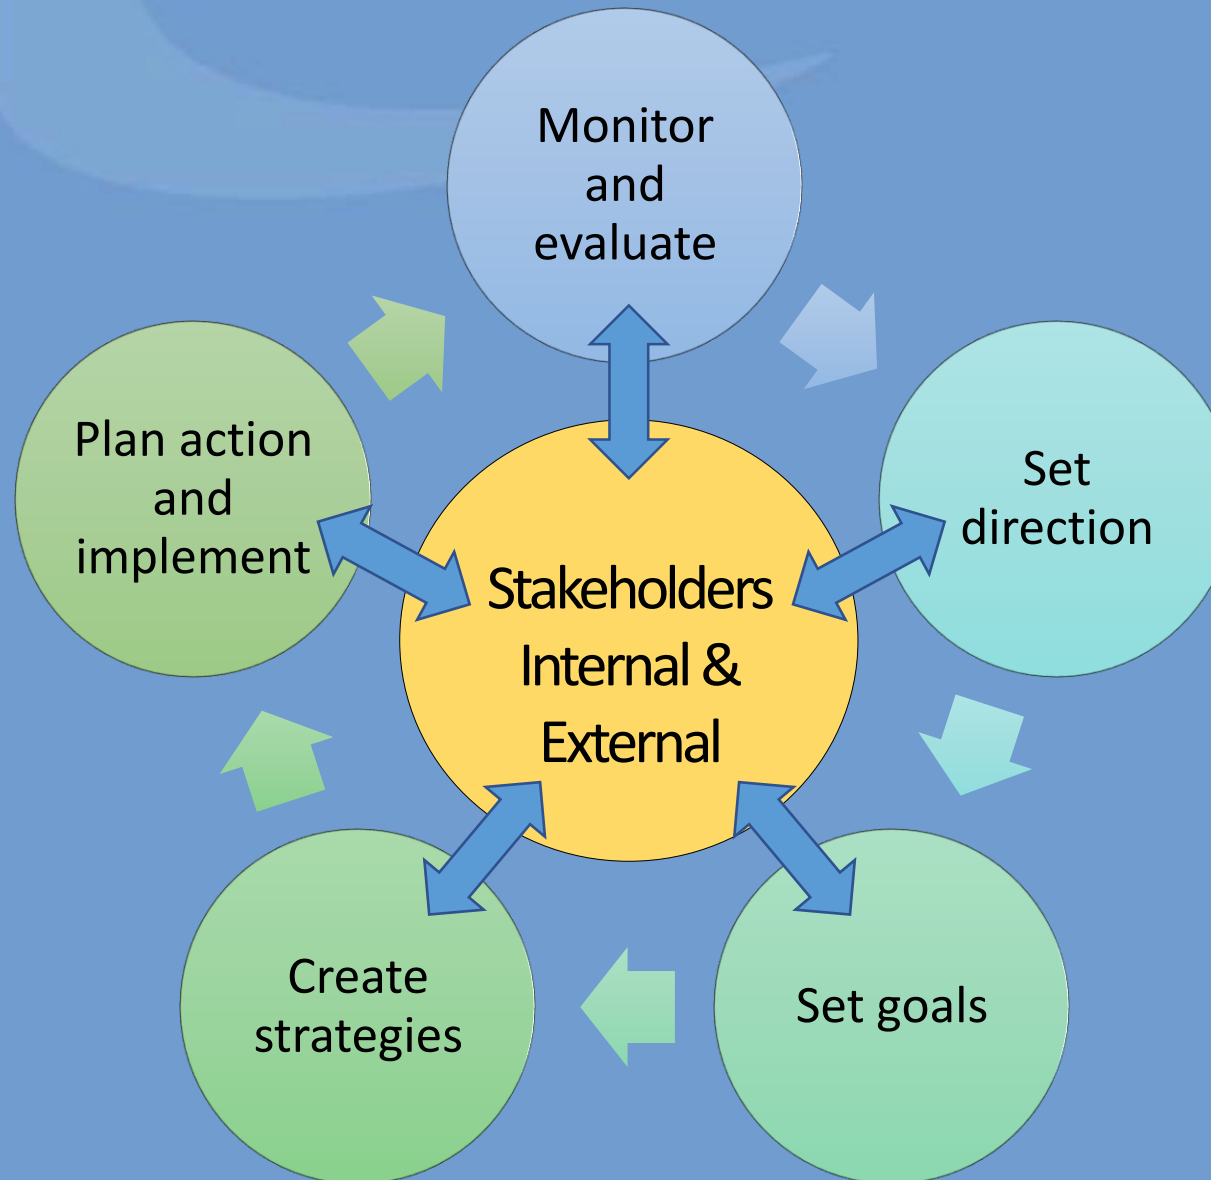 Monitor
and
evaluate
Set
direction
Set goals
Create
strategies
Plan action
and
implement
Stakeholders
Internal &
External